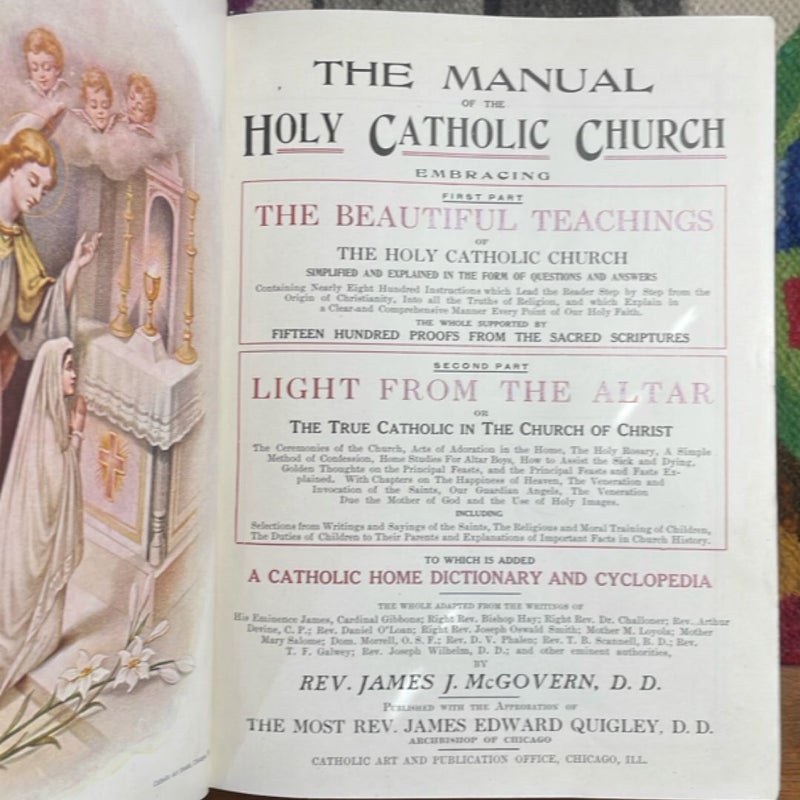 THE MANUAL
OF THE
HOLY CATHOLIC CHURCH
EMBRACING
FIRST PART
THE BEAUTIFUL TEACHINGS
OF
THE HOLY CATHOLIC CHURCH
SIMPLIFIED AND EXPLAINED IN THE FORM OF QUESTIONS AND ANSWERS
Containing Nearly Eight Hundred Instructions which Lead the Reader Step by Step from the
Origin of Christianity, Into all the Truths of Religion, and which Explain in
a Clear and Comprehensive Manner Every Point of Our Holy Faith.
THE WHOLE SUPPORTED BY
FIFTEEN HUNDRED PROOFS FROM THE SACRED SCRIPTURES
SECOND PART
LIGHT FROM THE ALTAR
OR
THE TRUE CATHOLIC IN THE CHURCH OF CHRIST
The Ceremonies of the Church, Acts of Adoration in the Home, The Holy Rosary, A Simple
Method of Confession, Home Studies For Altar Boys, How to Assist the Sick and Dying,
Golden Thoughts on the Principal Feasts, and the Principal Feasts and Fasts Ex-
plained. With Chapters on The Happiness of Heaven, The Veneration and
Invocation of the Saints, Our Guardian Angels, The Veneration
Due the Mother of God and the Use of Holy Images.
INCLUDING
Selections from Writings and Sayings of the Saints, The Religious and Moral Training of Children,
The Duties of Children to Their Parents and Explanations of Important Facts in Church History.
TO WHICH IS ADDED
A CATHOLIC HOME DICTIONARY AND CYCLOPEDIA
THE WHOLE ADAPTED FROM THE WRITINGS OF
His Eminence James, Cardinal Gibbons; Right Rev. Bishop Hay; Right Rev. Dr. Challoner; Rev. Arthur
Devine, C. P.; Rev. Daniel O'Loan; Right Rev. Joseph Oswald Smith; Mother M. Loyola; Mother
Mary Salome; Dom. Morrell, O. S. F.; Rev. D. V. Phalen; Rev. T. B. Scannell, B. D.; Rev.
T. F. Galwey; Rev. Joseph Wilhelm, D. D.; and other eminent authorities,
BY
REV. JAMES J. McGOVERN, D. D.
PUBLISHED WITH THE APPROBATION OF
THE MOST REV. JAMES EDWARD QUIGLEY, D. D.
ARCHBISHOP OF CHICAGO
CATHOLIC ART AND PUBLICATION OFFICE, CHICAGO, ILL.